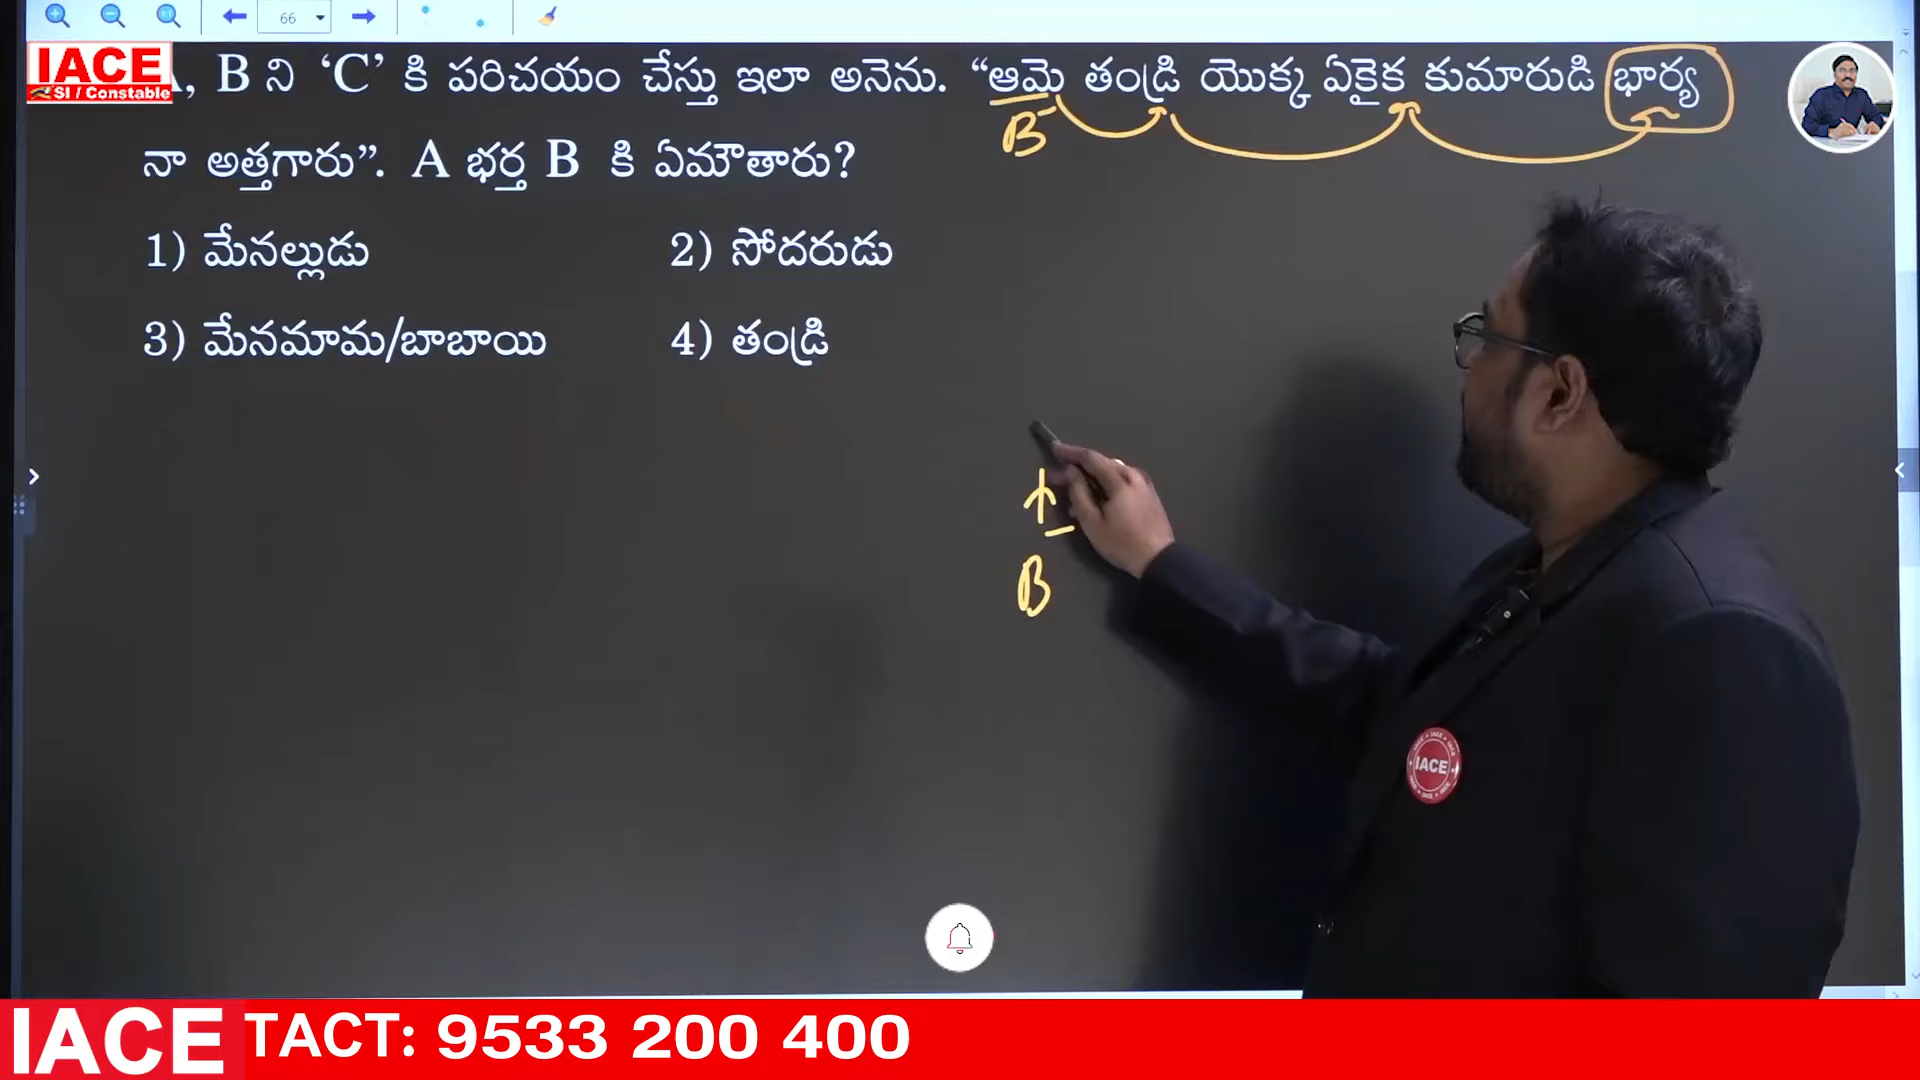 66
IACE
SI / Constable
A, B ని ‘C’ కి పరిచయం చేస్తు ఇలా అనెను. “ఆమె తండ్రి యొక్క ఏకైక కుమారుడి భార్య
B
నా అత్తగారు”. A భర్త B కి ఏమౌతారు?
1) మేనల్లుడు 2) సోదరుడు
3) మేనమామ/బాబాయి 4) తండ్రి
B
IACE
IACE TACT: 9533 200 400